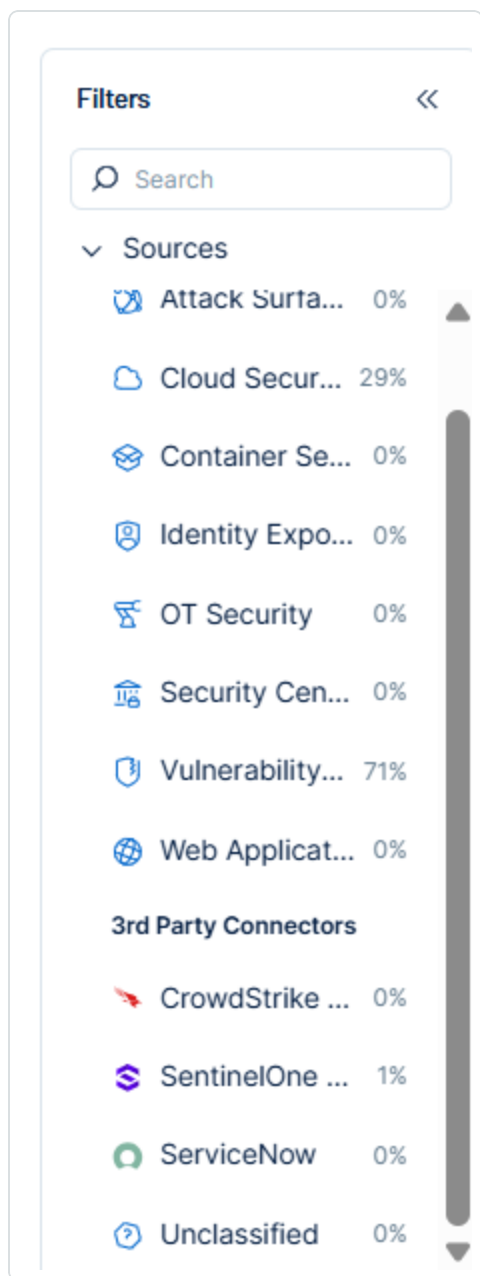 Filters
Search
Sources
Attack Surfa... 0%
Cloud Secur... 29%
Container Se... 0%
Identity Expo... 0%
OT Security 0%
Security Cen... 0%
Vulnerability... 71%
Web Applicat... 0%
3rd Party Connectors
CrowdStrike ... 0%
SentinelOne ... 1%
ServiceNow 0%
Unclassified 0%